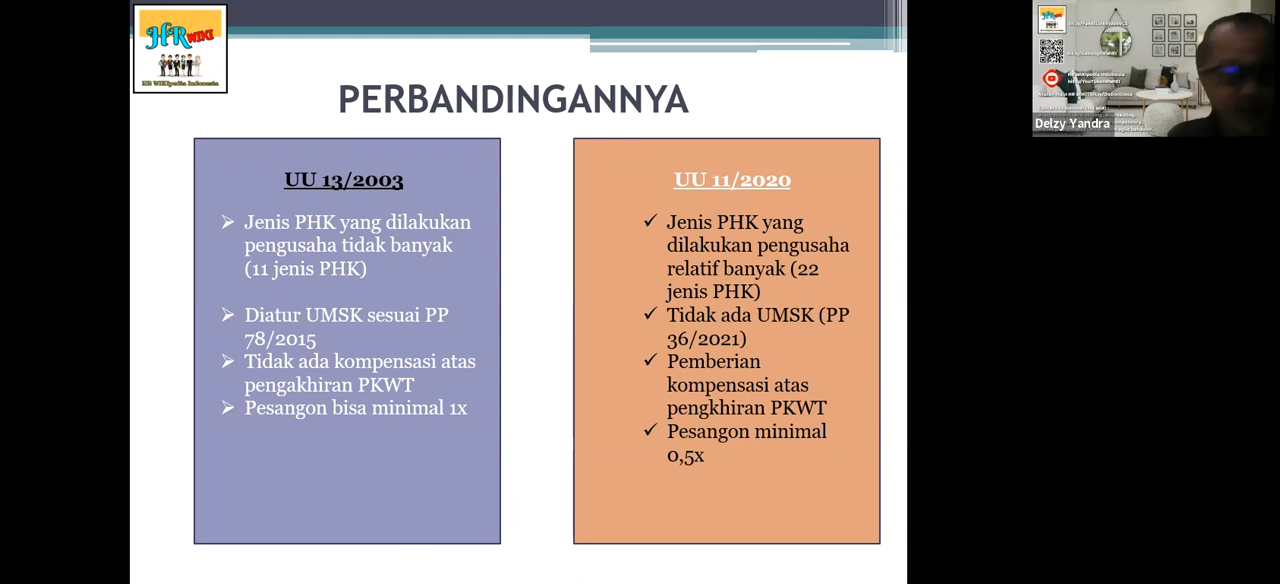 HR WIKI
HR WIKIpedia Indonesia
PERBANDINGANNYA
UU 13/2003
➢ Jenis PHK yang dilakukan
pengusaha tidak banyak
(11 jenis PHK)
➢ Diatur UMSK sesuai PP
78/2015
➢ Tidak ada kompensasi atas
pengakhiran PKWT
➢ Pesangon bisa minimal 1x
UU 11/2020
✓ Jenis PHK yang
dilakukan pengusaha
relatif banyak (22
jenis PHK)
✓ Tidak ada UMSK (PP
36/2021)
✓ Pemberian
kompensasi atas
pengkhiran PKWT
✓ Pesangon minimal
0,5x
HR WIKIpedia Indonesia
Delzy Yandra